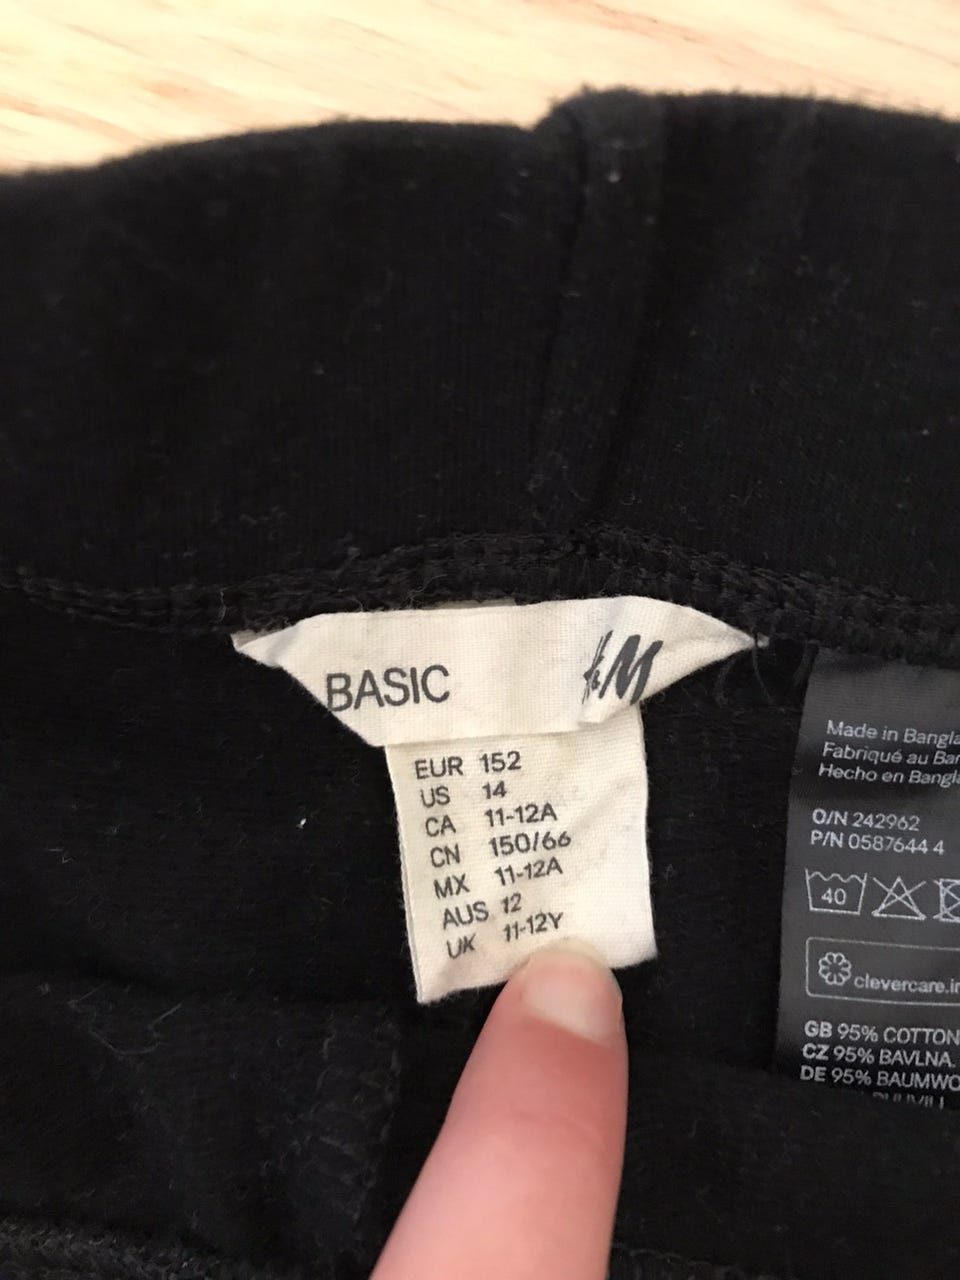 BASIC H&M
EUR 152
US 14
CA 11-12A
CN 150/66
MX 11-12A
AUS 12
UK 11-12Y
Made in Bangla
Fabriqué au Ban
Hecho en Bangla
O/N 242962
P/N 0587644 4
40
clevercare.in
GB 95% COTTON
CZ 95% BAVLNA.
DE 95% BAUMWO